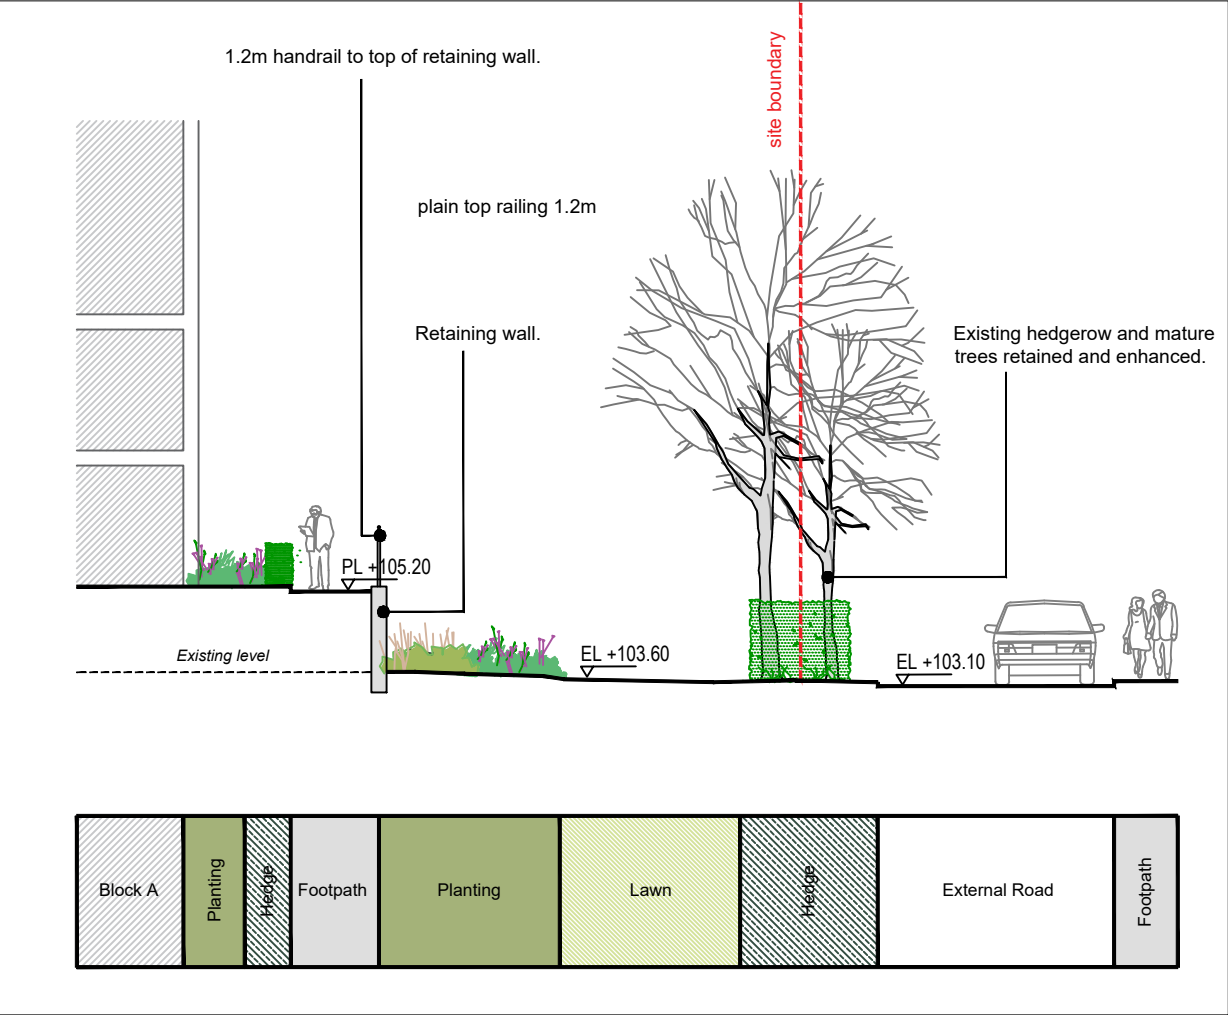 site boundary
1.2m handrail to top of retaining wall.
plain top railing 1.2m
Retaining wall.
Existing hedgerow and mature
trees retained and enhanced.
PL +105.20
Existing level
EL +103.60
EL +103.10
Block A
Planting
Hedge
Footpath
Planting
Lawn
Hedge
External Road
Footpath